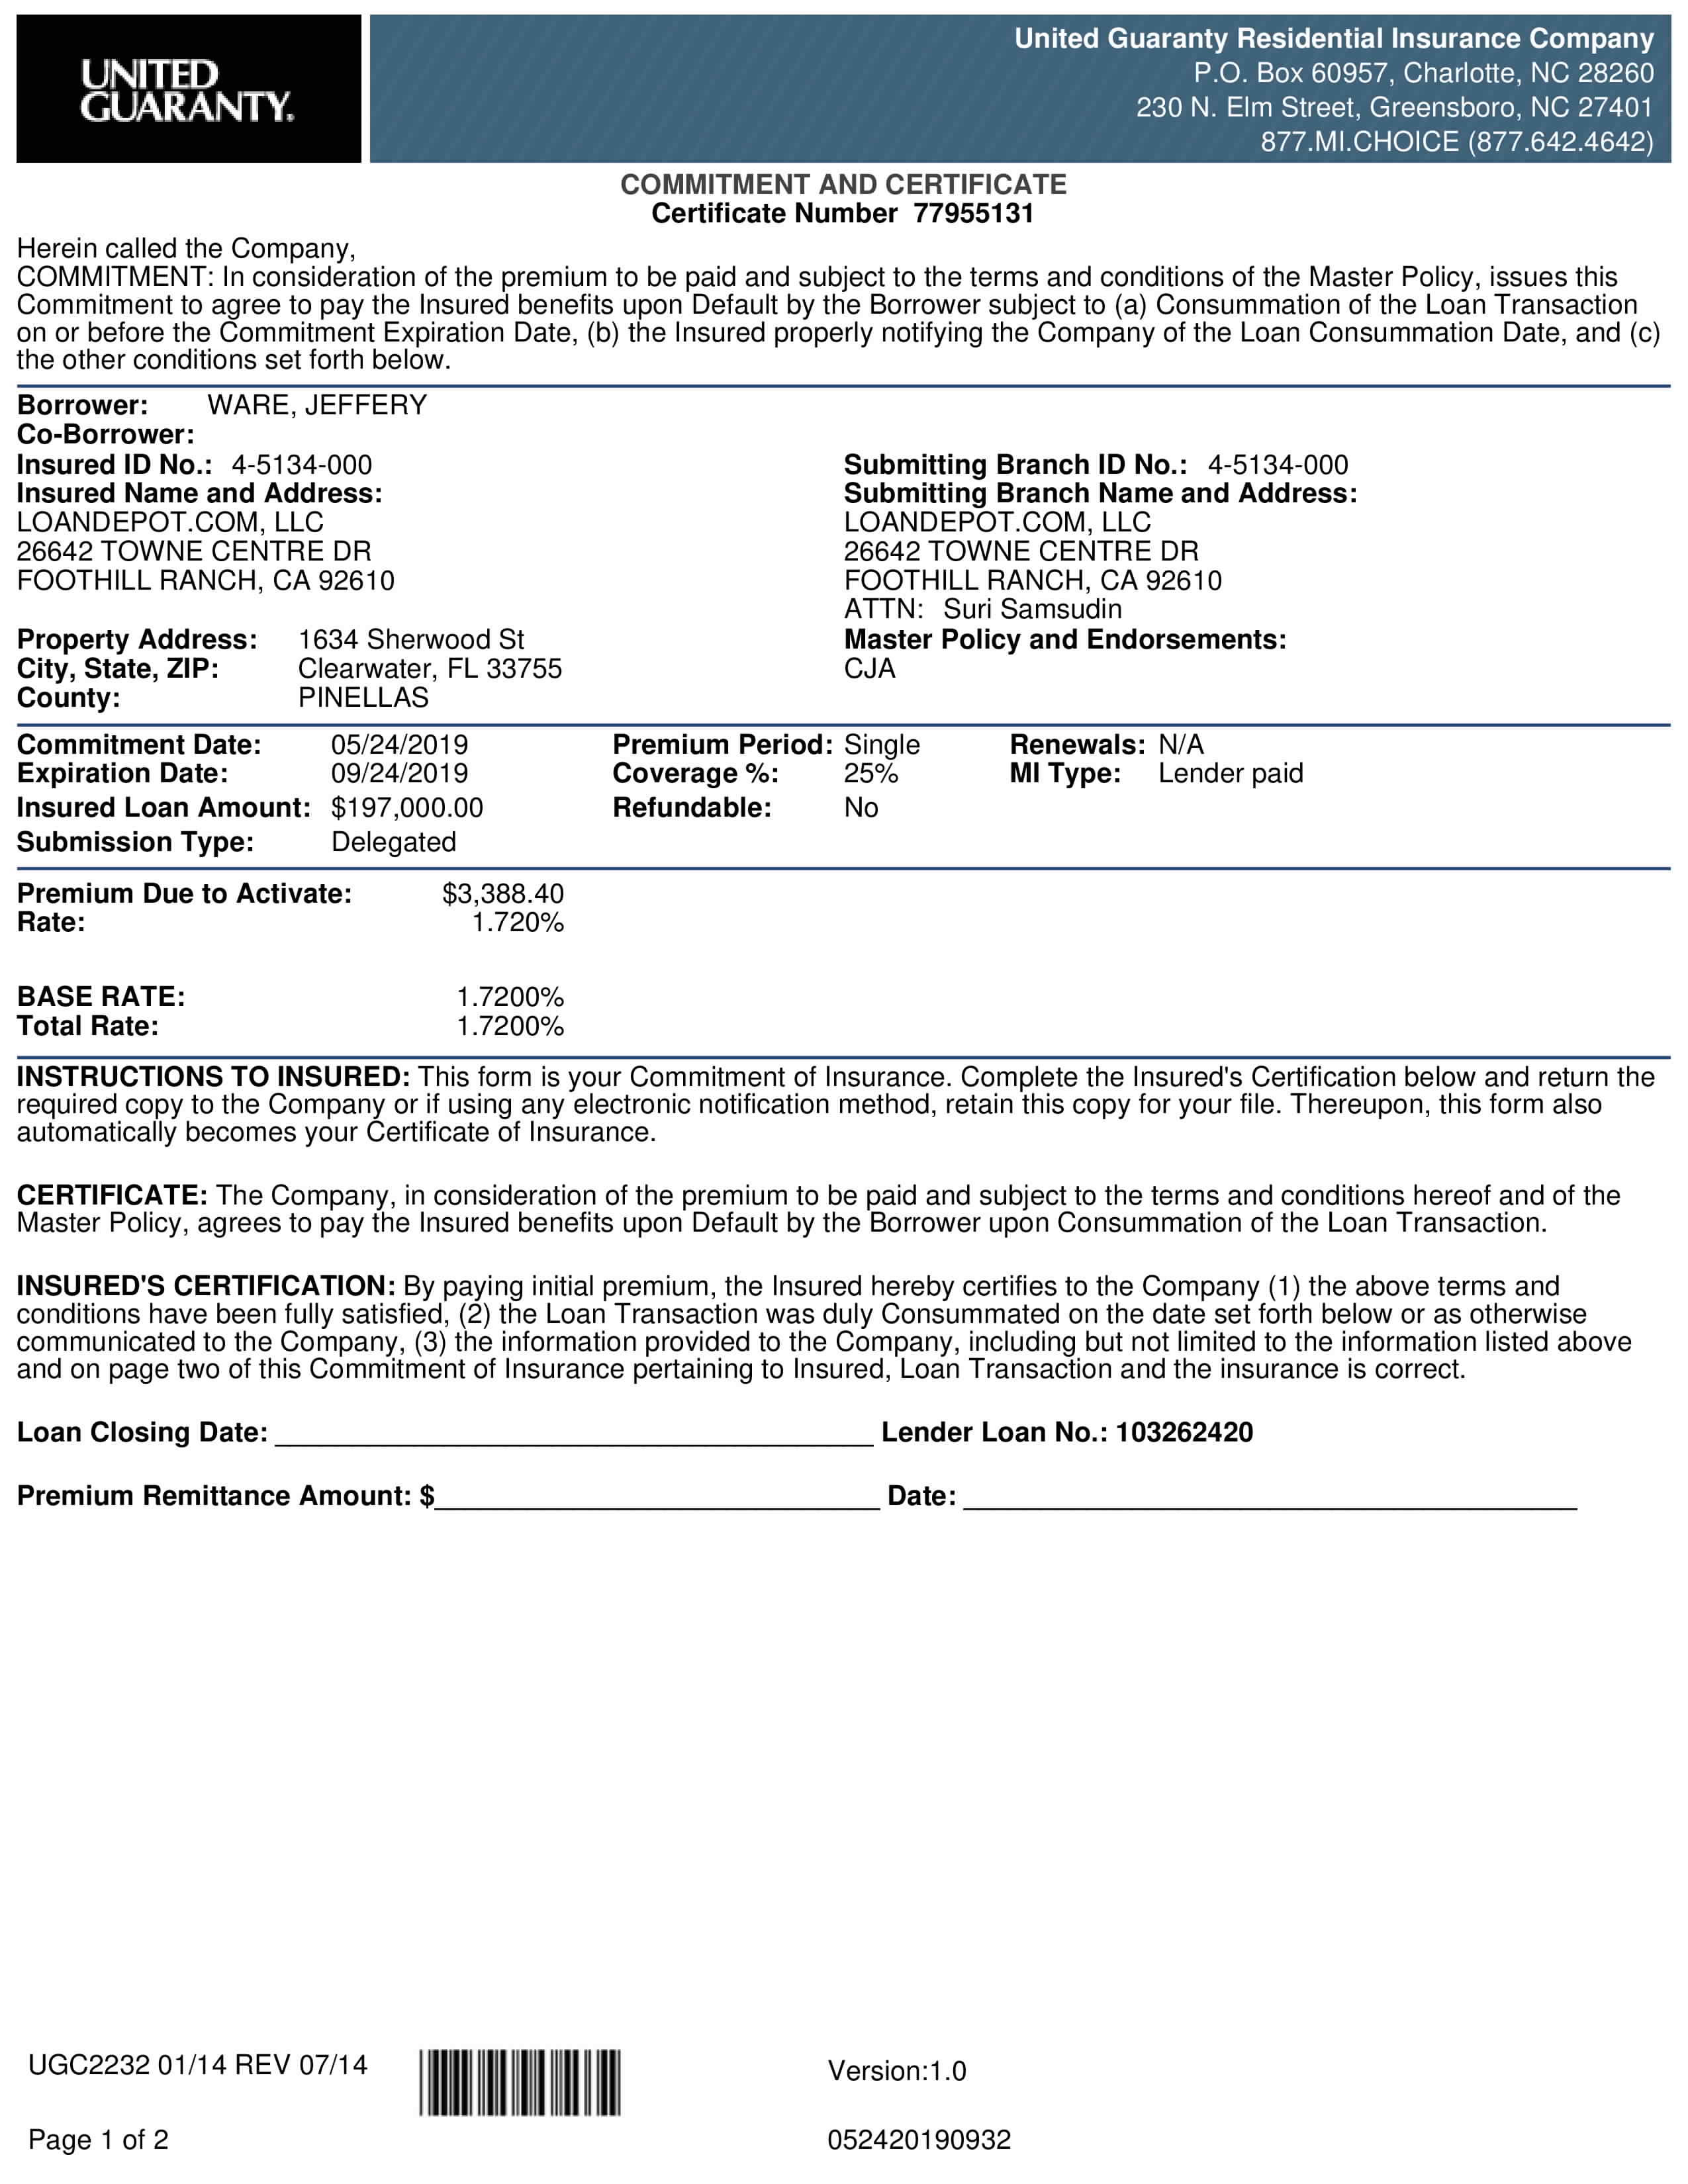 UNITED
GUARANTY.
United Guaranty Residential Insurance Company
P.O. Box 60957, Charlotte, NC 28260
230 N. Elm Street, Greensboro, NC 27401
877.MI.CHOICE (877.642.4642)
COMMITMENT AND CERTIFICATE
Certificate Number 77955131
Herein called the Company,
COMMITMENT: In consideration of the premium to be paid and subject to the terms and conditions of the Master Policy, issues this
Commitment to agree to pay the Insured benefits upon Default by the Borrower subject to (a) Consummation of the Loan Transaction
on or before the Commitment Expiration Date, (b) the Insured properly notifying the Company of the Loan Consummation Date, and (c)
the other conditions set forth below.
Borrower: WARE, JEFFERY
Co-Borrower:
Insured ID No.: 4-5134-000 Submitting Branch ID No.: 4-5134-000
Insured Name and Address: Submitting Branch Name and Address:
LOANDEPOT.COM, LLC LOANDEPOT.COM, LLC
26642 TOWNE CENTRE DR 26642 TOWNE CENTRE DR
FOOTHILL RANCH, CA 92610 FOOTHILL RANCH, CA 92610
ATTN: Suri Samsudin
Property Address: 1634 Sherwood St Master Policy and Endorsements:
City, State, ZIP: Clearwater, FL 33755 CJA
County: PINELLAS
Commitment Date: 05/24/2019 Premium Period: Single Renewals: N/A
Expiration Date: 09/24/2019 Coverage %: 25% MI Type: Lender paid
Insured Loan Amount: $197,000.00 Refundable: No
Submission Type: Delegated
Premium Due to Activate: $3,388.40
Rate: 1.720%
BASE RATE: 1.7200%
Total Rate: 1.7200%
INSTRUCTIONS TO INSURED: This form is your Commitment of Insurance. Complete the Insured's Certification below and return the
required copy to the Company or if using any electronic notification method, retain this copy for your file. Thereupon, this form also
automatically becomes your Certificate of Insurance.
CERTIFICATE: The Company, in consideration of the premium to be paid and subject to the terms and conditions hereof and of the
Master Policy, agrees to pay the Insured benefits upon Default by the Borrower upon Consummation of the Loan Transaction.
INSURED'S CERTIFICATION: By paying initial premium, the Insured hereby certifies to the Company (1) the above terms and
conditions have been fully satisfied, (2) the Loan Transaction was duly Consummated on the date set forth below or as otherwise
communicated to the Company, (3) the information provided to the Company, including but not limited to the information listed above
and on page two of this Commitment of Insurance pertaining to Insured, Loan Transaction and the insurance is correct.
Loan Closing Date: Lender Loan No.: 103262420
Premium Remittance Amount: $ Date:
UGC2232 01/14 REV 07/14 Version:1.0
Page 1 of 2 052420190932